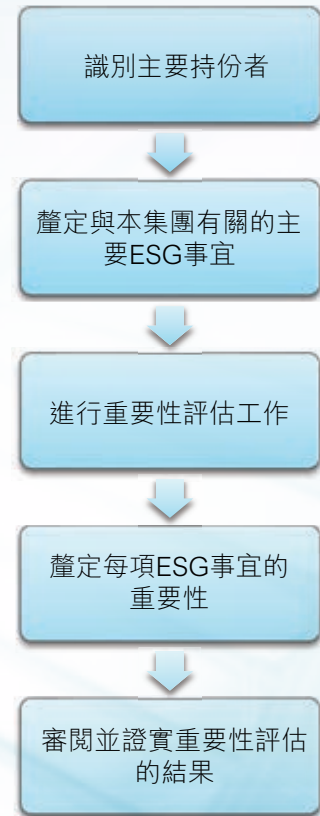 識別主要持份者
釐定與本集團有關的主
要ESG事宜
進行重要性評估工作
釐定每項ESG事宜的
重要性
審閱並證實重要性評估
的結果